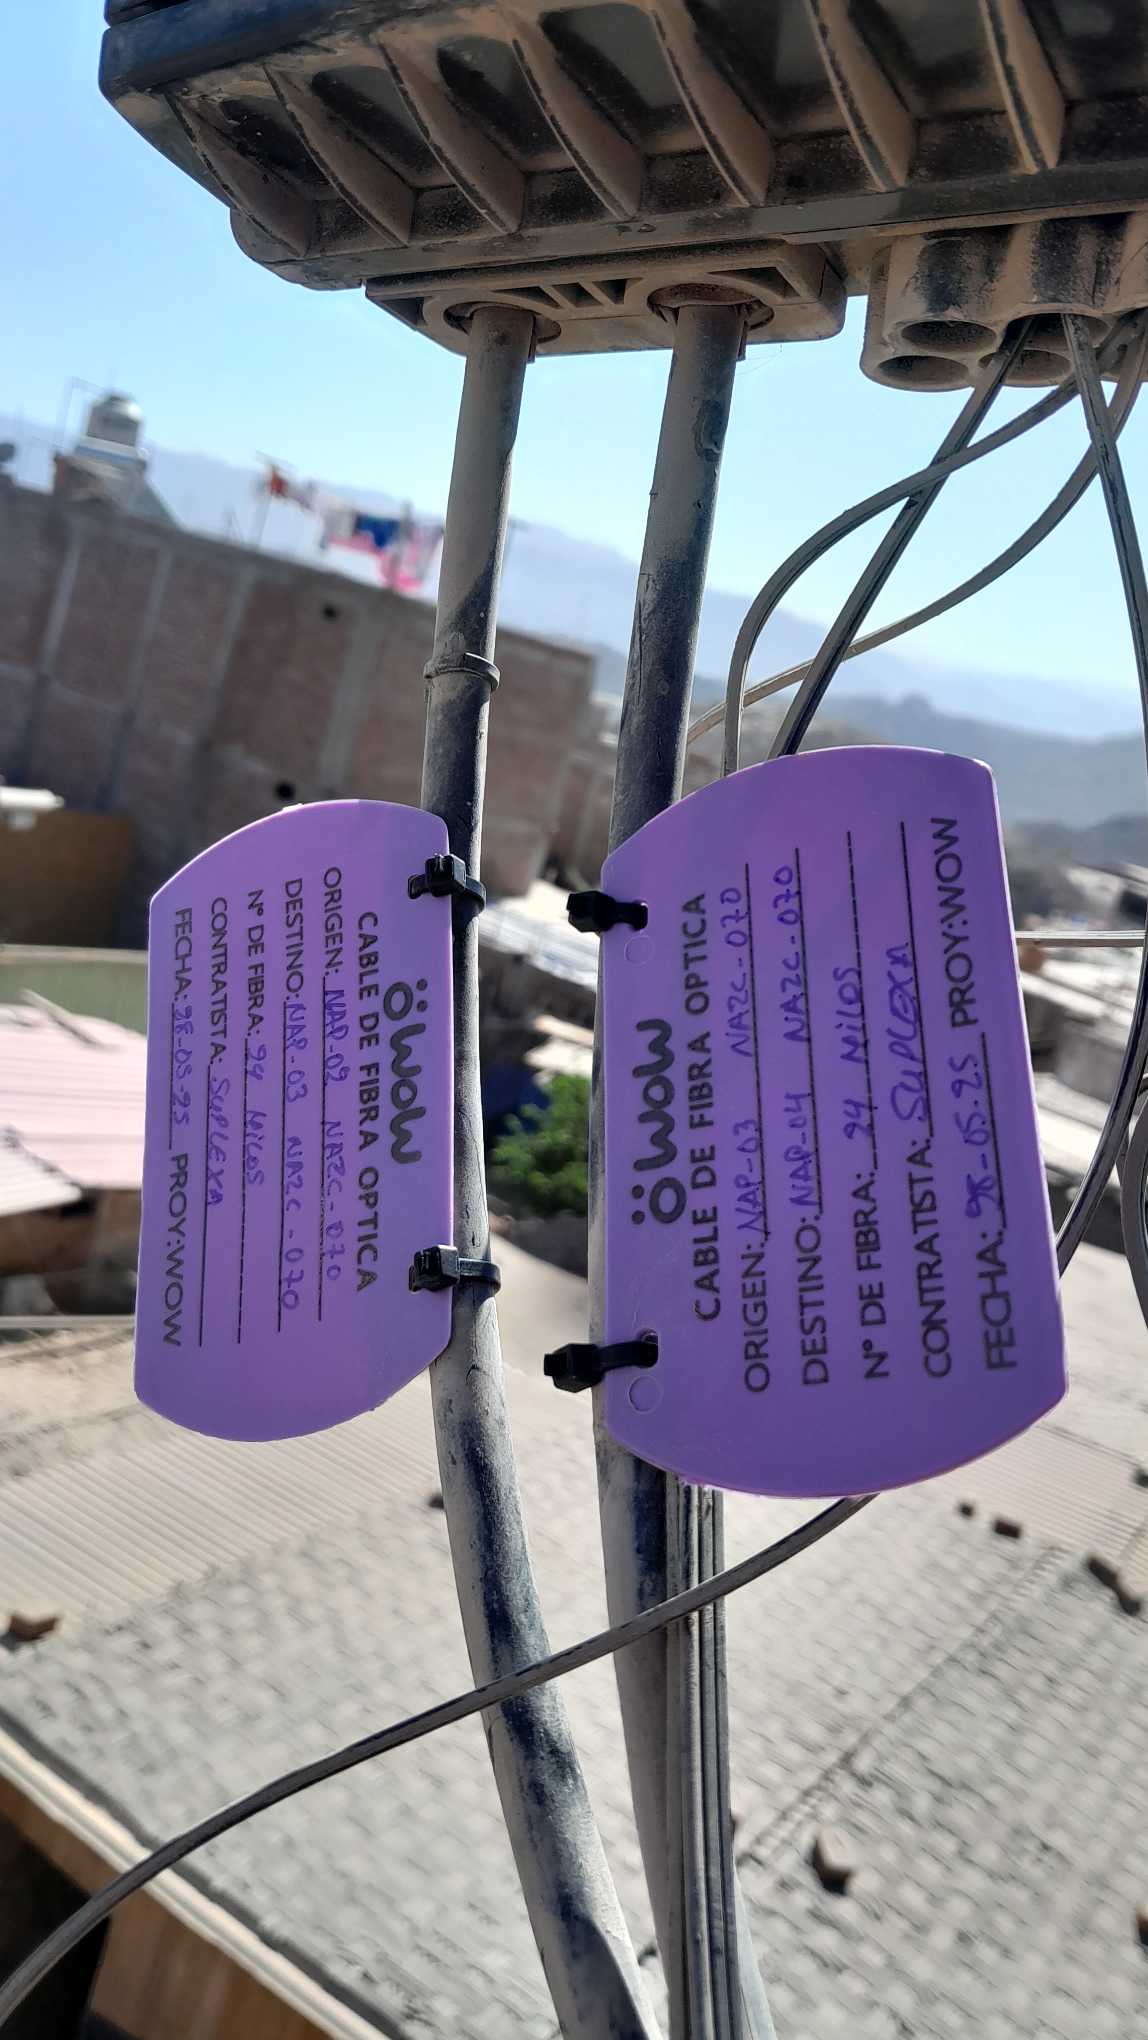 wow
CABLE DE FIBRA OPTICA
ORIGEN: NAP-02 NAZC-070
DESTINO: NAP-03 NAZC-070
N° DE FIBRA: 24 HiLOS
CONTRATISTA: SUPLEXA
FECHA: 28-05-25 PROY:WOW
wow
CABLE DE FIBRA OPTICA
ORIGEN: NAP-03 NAZC-070
DESTINO: NAP-04 NAZC-070
N° DE FIBRA: 24 HiLOS
CONTRATISTA: SUPLEXA
FECHA: 28-05-25 PROY:WOW